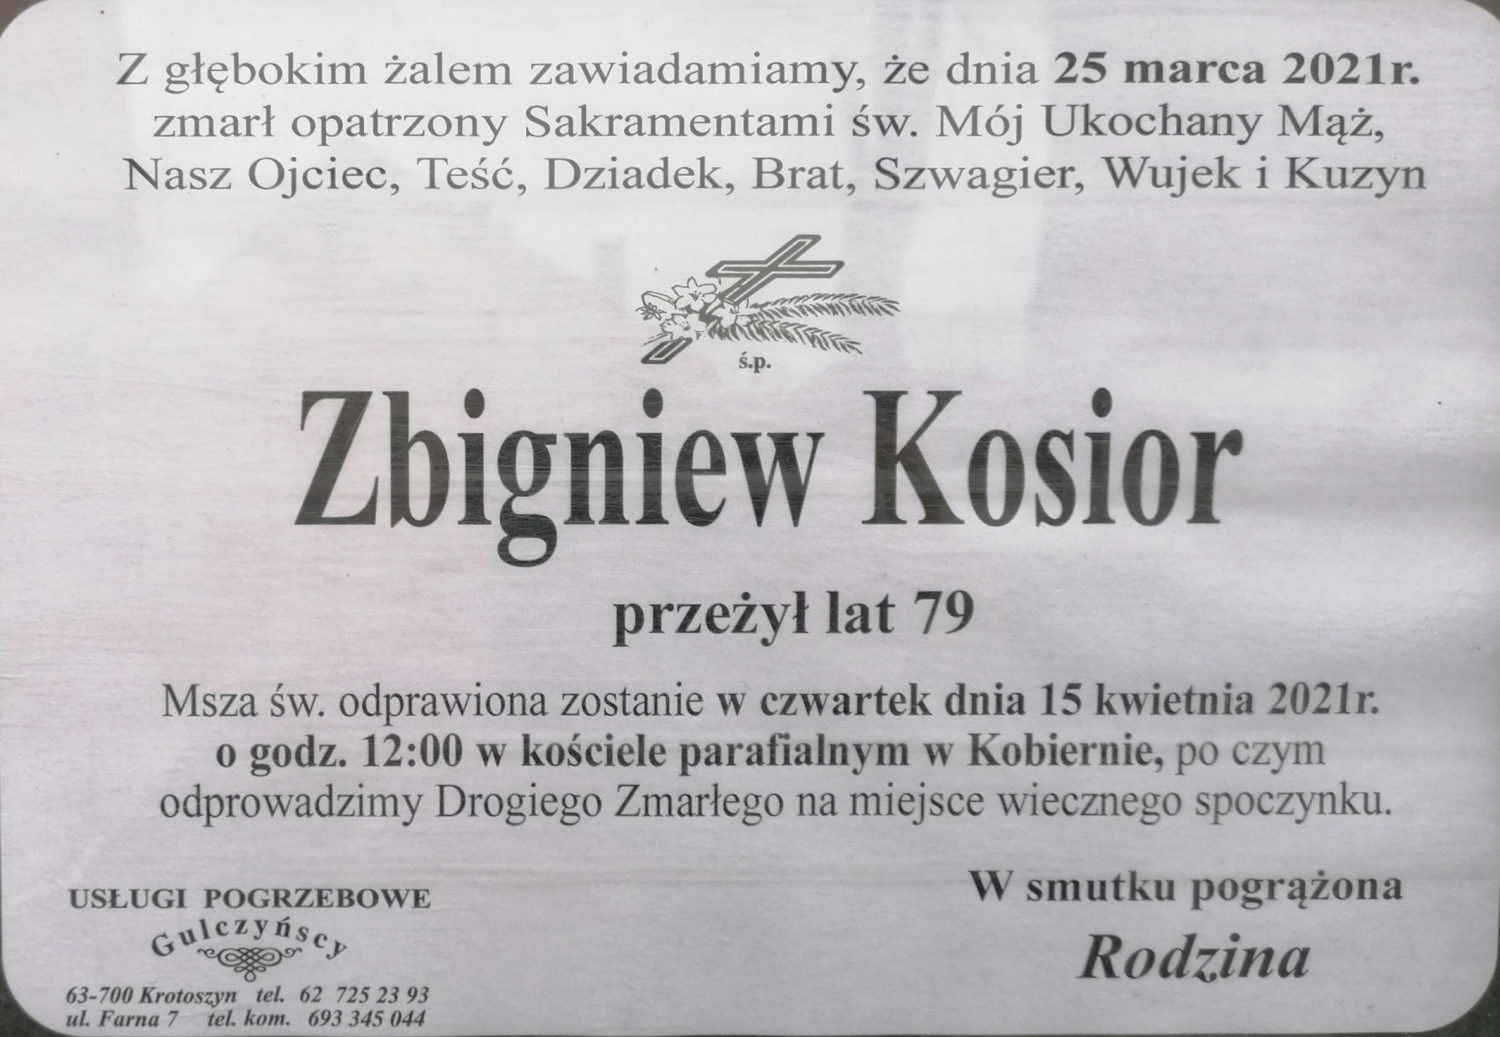 Z głębokim żalem zawiadamiamy, że dnia 25 marca 2021r.
zmarł opatrzony Sakramentami św. Mój Ukochany Mąż,
Nasz Ojciec, Teść, Dziadek, Brat, Szwagier, Wujek i Kuzyn
ś.p.
Zbigniew Kosior
przeżył lat 79
Msza św. odprawiona zostanie w czwartek dnia 15 kwietnia 2021r.
o godz. 12:00 w kościele parafialnym w Kobiernie, po czym
odprowadzimy Drogiego Zmarłego na miejsce wiecznego spoczynku.
W smutku pogrążona
Rodzina
USŁUGI POGRZEBOWE
Gulczyńscy
63-700 Krotoszyn tel. 62 725 23 93
ul. Farna 7 tel. kom. 693 345 044